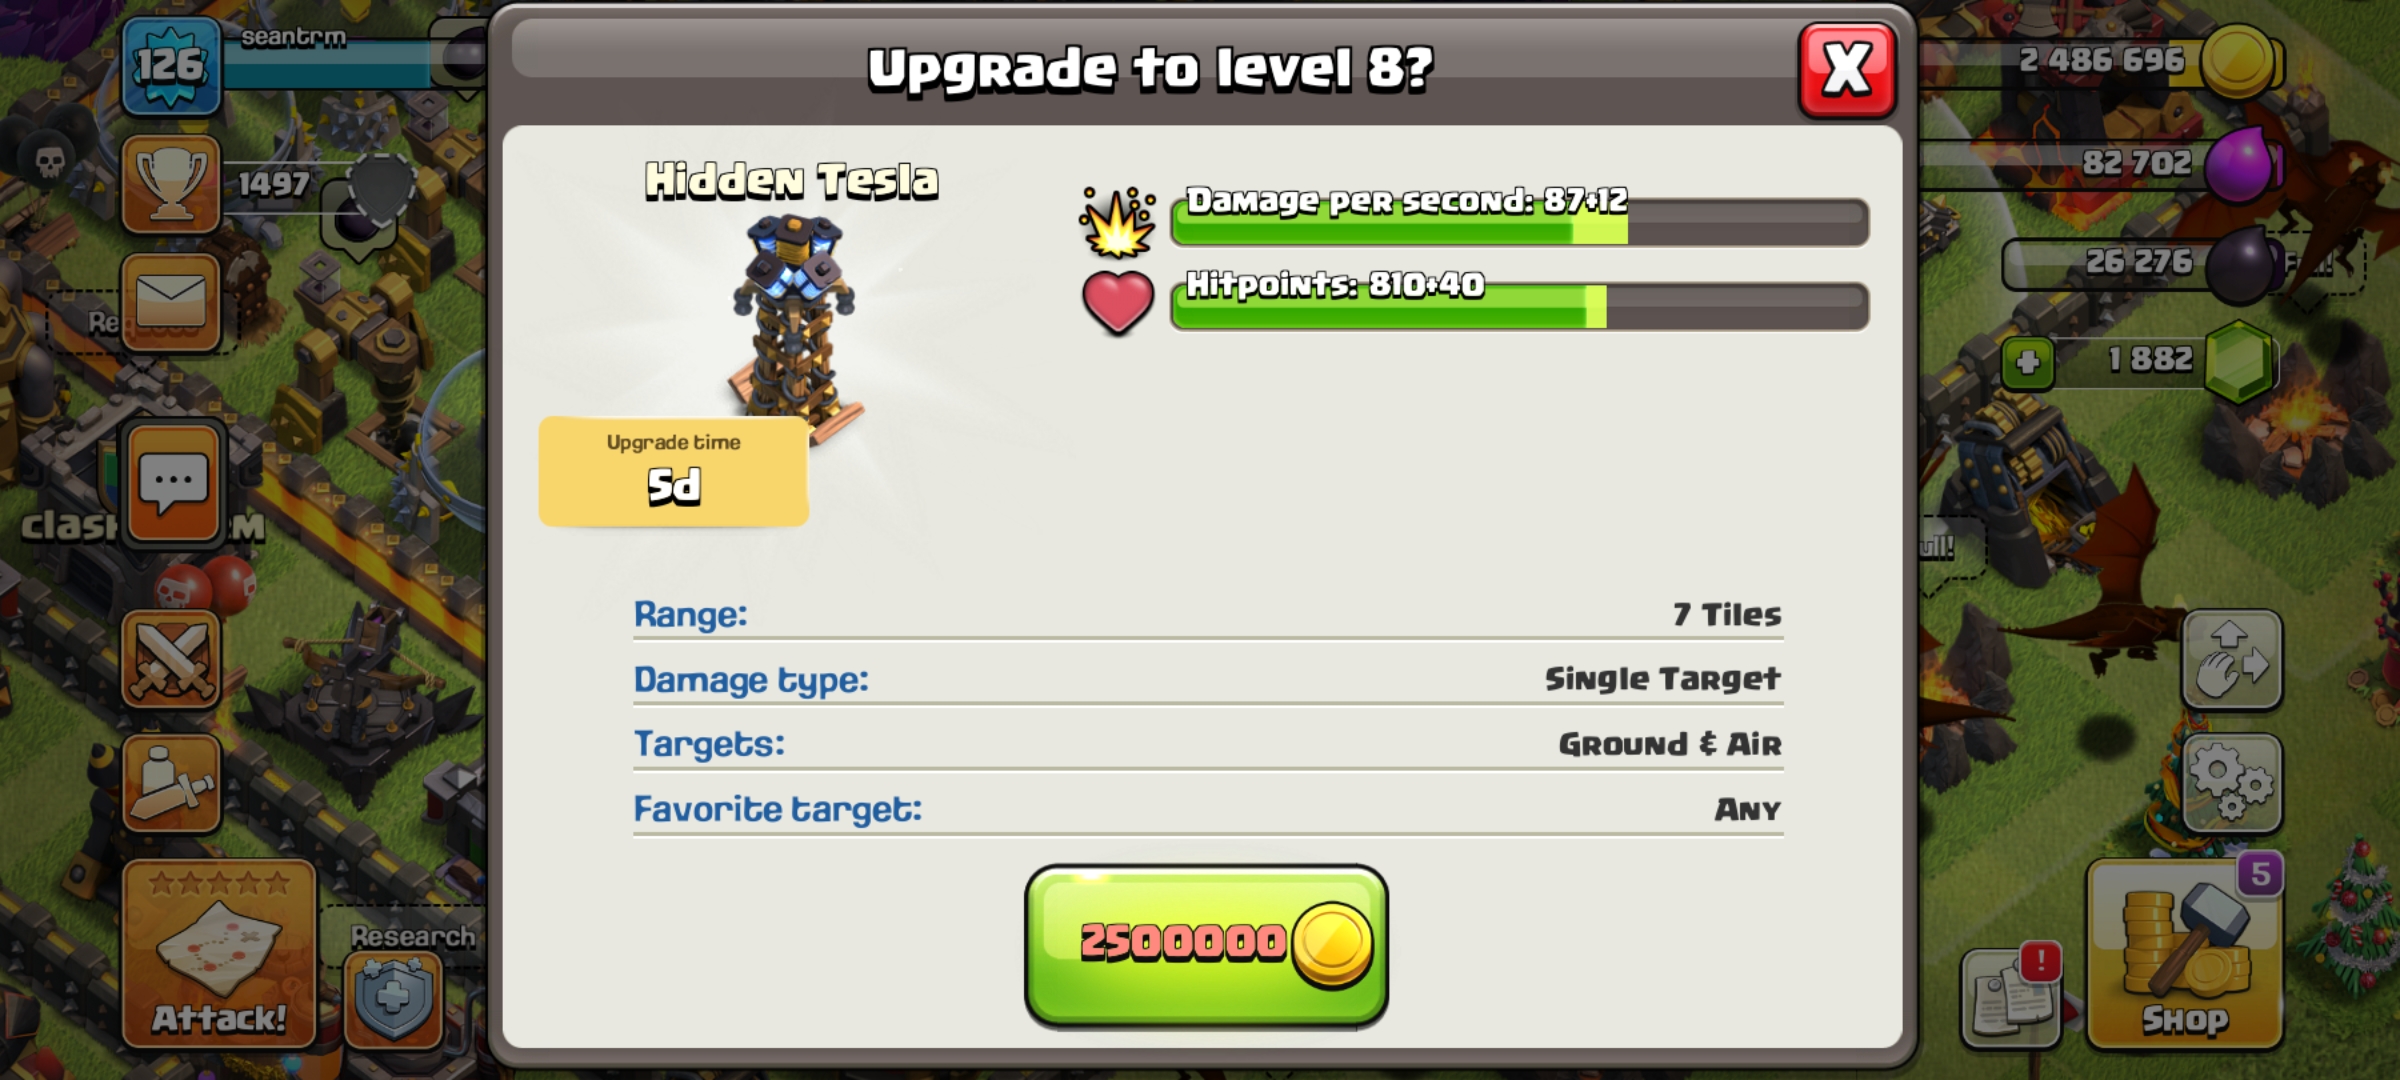 Upgrade to level 8?
126
seantrm
1497
Hidden Tesla
Upgrade time
5d
Damage per second: 87+12
Hitpoints: 810+40
Range: 7 Tiles
Damage type: Single Target
Targets: Ground & Air
Favorite target: Any
2500000
X
2 486 696
82 702
26 276
1 882
+
...
Research
Attack!
5
!
Shop